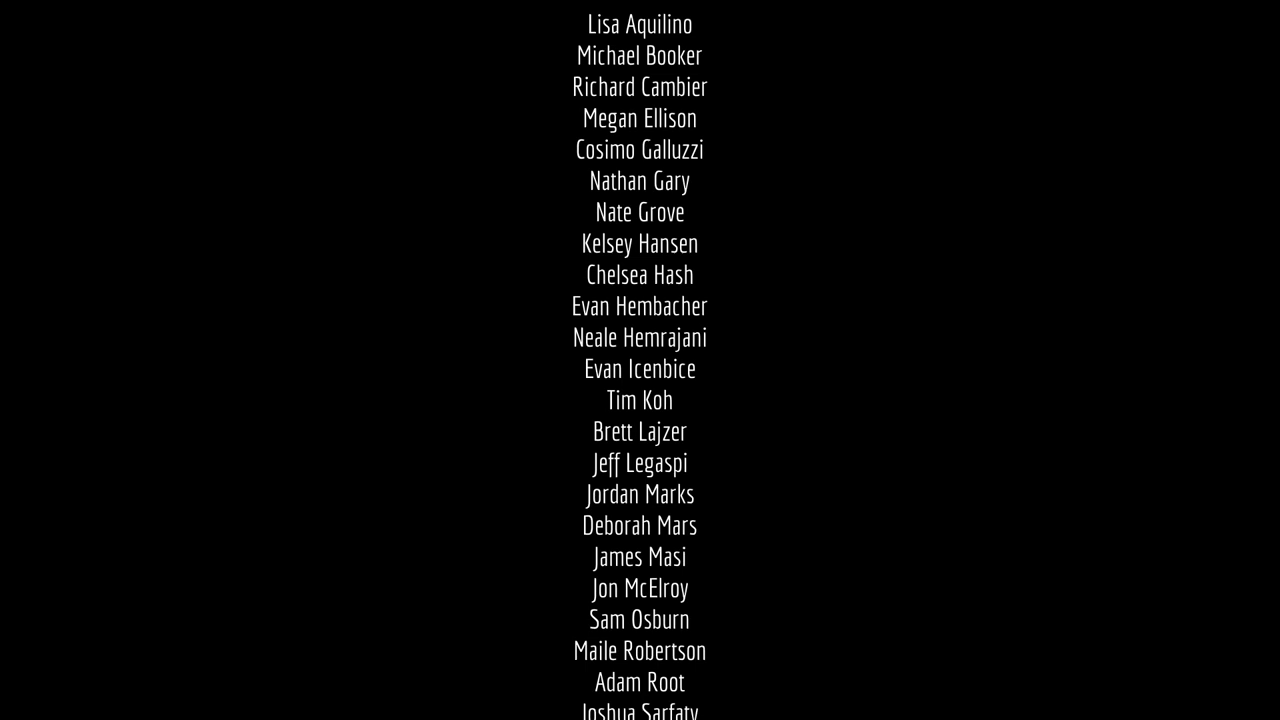 Lisa Aquilino
Michael Booker
Richard Cambier
Megan Ellison
Cosimo Galluzzi
Nathan Gary
Nate Grove
Kelsey Hansen
Chelsea Hash
Evan Hembacher
Neale Hemrajani
Evan Icenbice
Tim Koh
Brett Lajzer
Jeff Legaspi
Jordan Marks
Deborah Mars
James Masi
Jon McElroy
Sam Osburn
Maile Robertson
Adam Root
Joshua Sarfaty